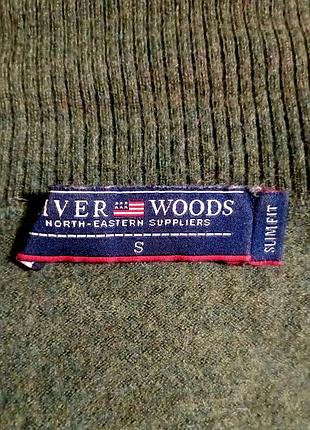 IVER WOODS
NORTH-EASTERN SUPPLIERS
S
SLIM FIT